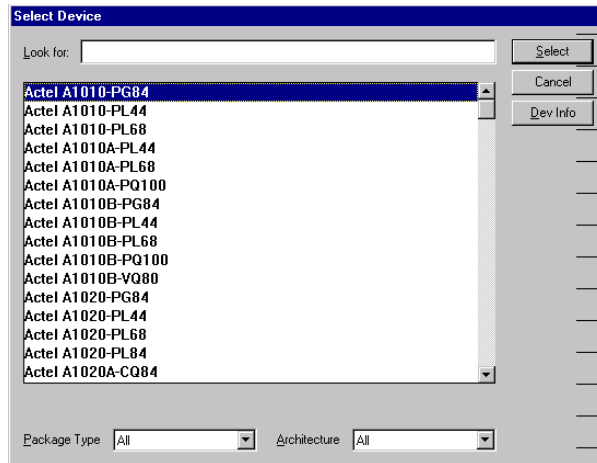 Select Device
Look for:
Select
Cancel
Dev Info
Actel A1010-PG84
Actel A1010-PL44
Actel A1010-PL68
Actel A1010A-PL44
Actel A1010A-PL68
Actel A1010A-PQ100
Actel A1010B-PG84
Actel A1010B-PL44
Actel A1010B-PL68
Actel A1010B-PQ100
Actel A1010B-VQ80
Actel A1020-PG84
Actel A1020-PL44
Actel A1020-PL68
Actel A1020-PL84
Actel A1020A-CQ84
Package Type All Architecture All